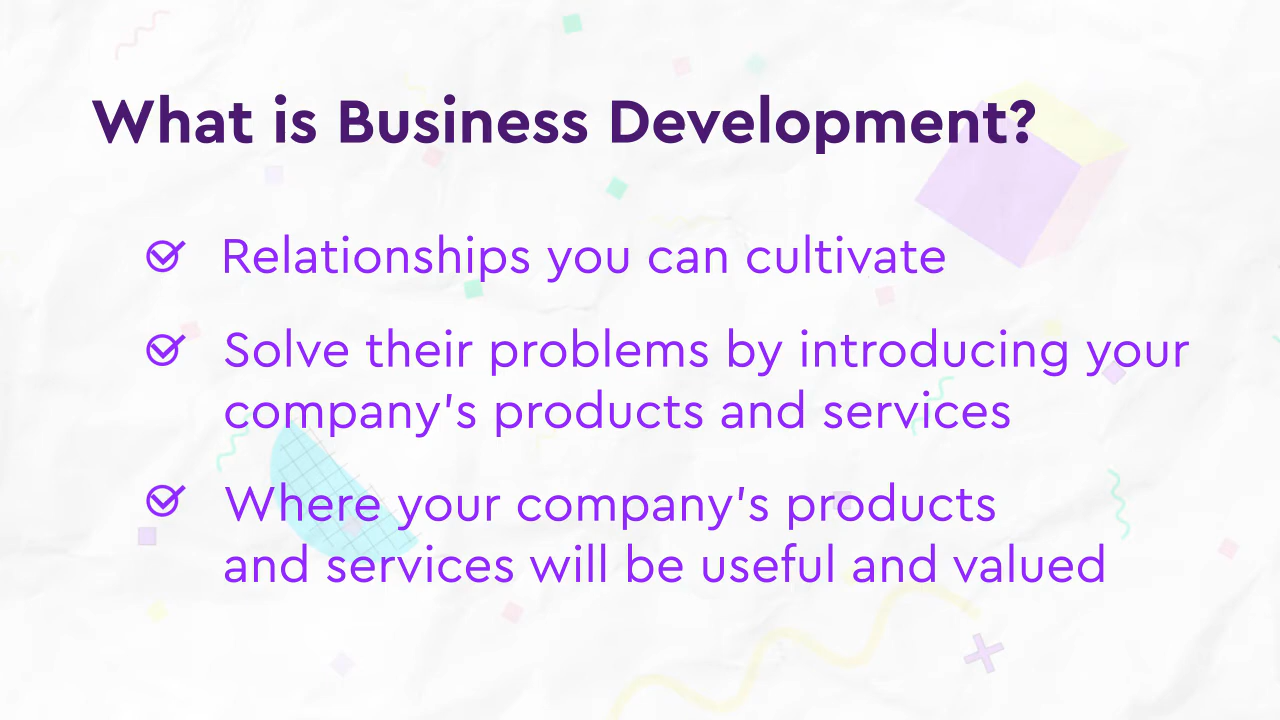 What is Business Development?
Relationships you can cultivate
Solve their problems by introducing your
company's products and services
Where your company's products
and services will be useful and valued